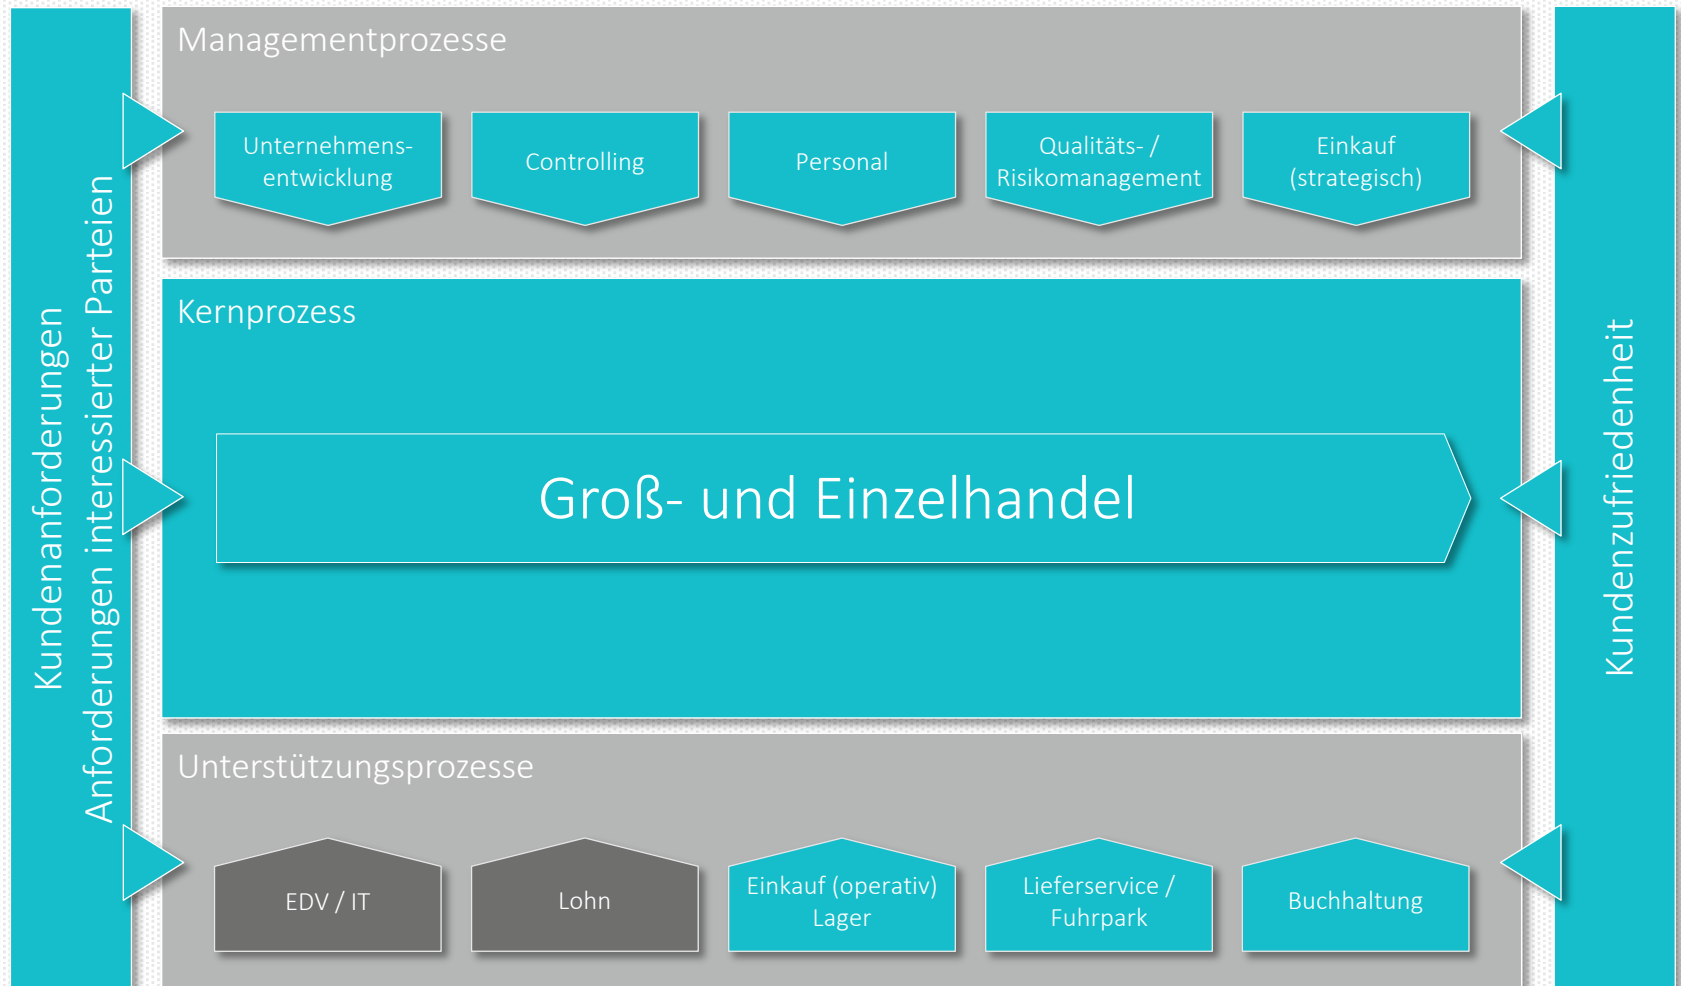 Kundenanforderungen
Anforderungen interessierter Parteien
Managementprozesse
Unternehmens-
entwicklung
Controlling
Personal
Qualitäts- /
Risikomanagement
Einkauf
(strategisch)
Kernprozess
Groß- und Einzelhandel
Unterstützungsprozesse
EDV / IT
Lohn
Einkauf (operativ)
Lager
Lieferservice /
Fuhrpark
Buchhaltung
Kundenzufriedenheit